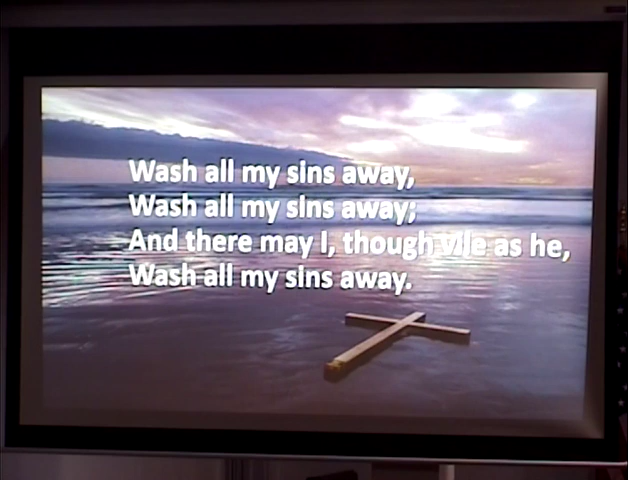 Wash all my sins away,
Wash all my sins away;
And there may I, though vile as he,
Wash all my sins away.